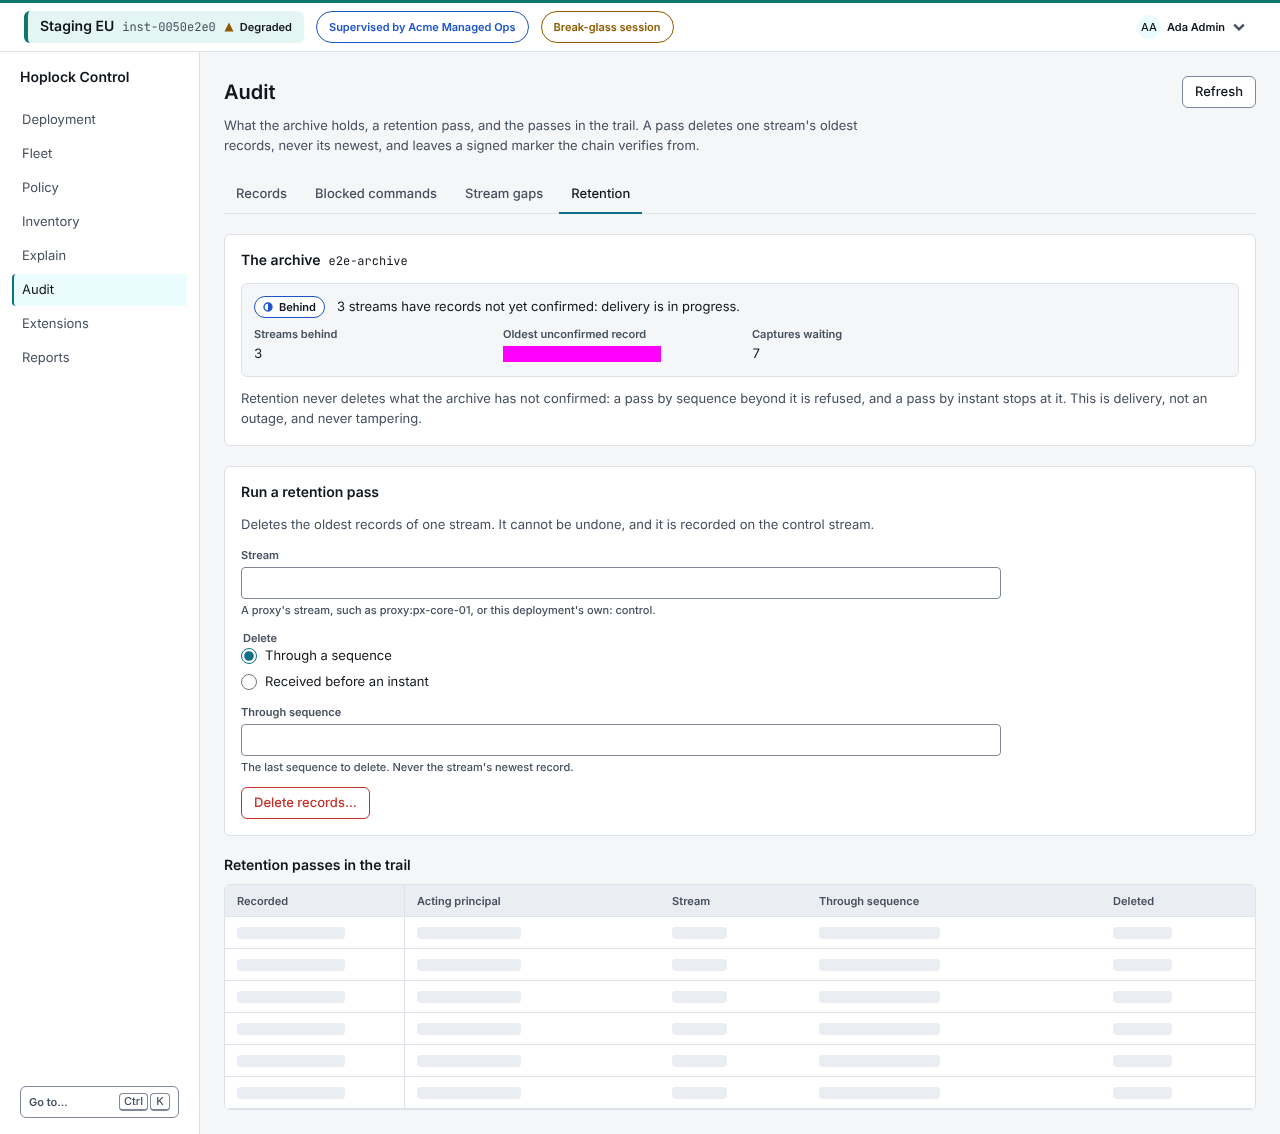 Staging EU inst-0050e2e0 Degraded
Supervised by Acme Managed Ops
Break-glass session
AA Ada Admin
Hoplock Control
Deployment
Fleet
Policy
Inventory
Explain
Audit
Extensions
Reports
Go to...
Ctrl K
Audit
Refresh
What the archive holds, a retention pass, and the passes in the trail. A pass deletes one stream's oldest
records, never its newest, and leaves a signed marker the chain verifies from.
Records Blocked commands Stream gaps Retention
The archive e2e-archive
Behind 3 streams have records not yet confirmed: delivery is in progress.
Streams behind Oldest unconfirmed record Captures waiting
3 7
Retention never deletes what the archive has not confirmed: a pass by sequence beyond it is refused, and a pass by instant stops at it. This is delivery, not an
outage, and never tampering.
Run a retention pass
Deletes the oldest records of one stream. It cannot be undone, and it is recorded on the control stream.
Stream
A proxy's stream, such as proxy:px-core-01, or this deployment's own: control.
Delete
Through a sequence
Received before an instant
Through sequence
The last sequence to delete. Never the stream's newest record.
Delete records...
Retention passes in the trail
Recorded Acting principal Stream Through sequence Deleted